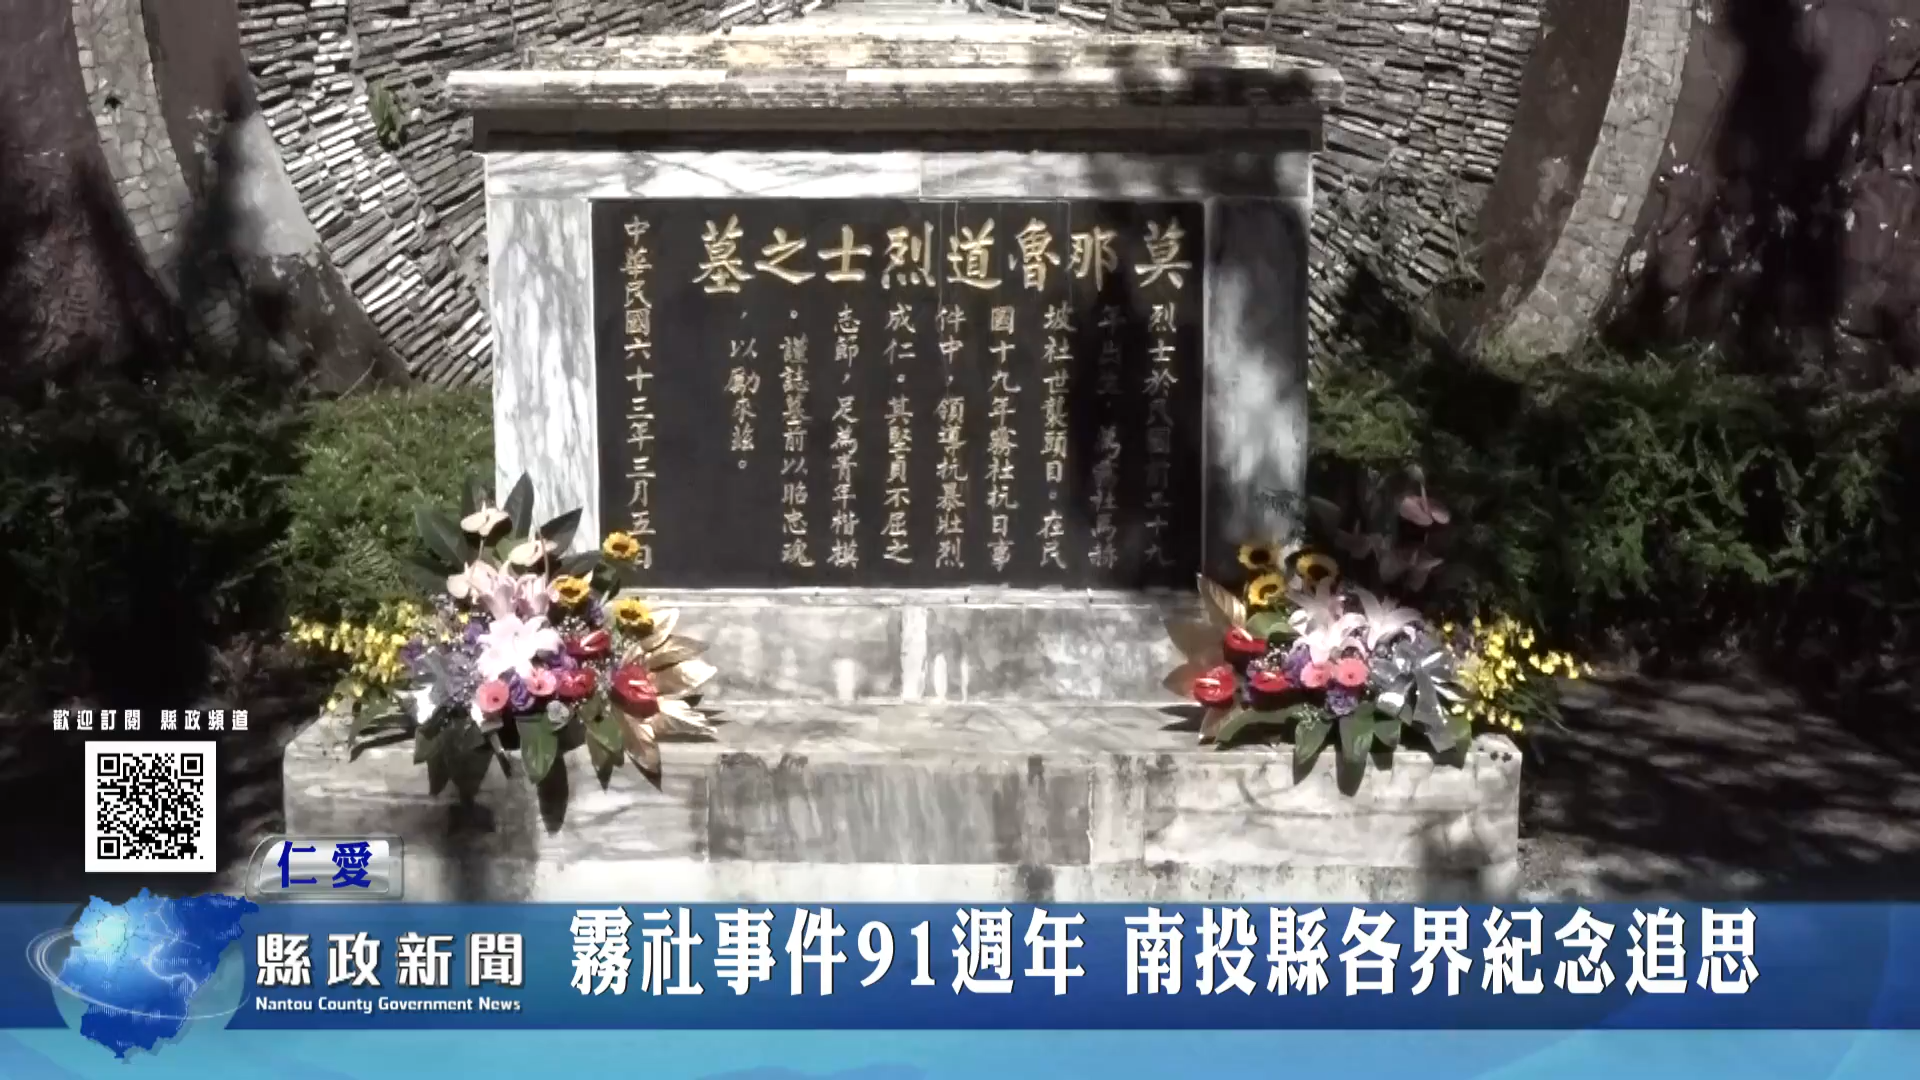 莫那魯道烈士之墓
烈士於民國前三十九
年出生，為霧社馬赫
坡社世襲頭目。在民
國十九年霧社抗日事
件中，領導抗暴壯烈
成仁。其堅貞不屈之
志節，足為青年楷模
。謹誌墓前以昭忠魂
，以勵來茲。
中華民國六十三年三月五日
歡迎訂閱 縣政頻道
仁愛
縣政新聞
Nantou County Government News
霧社事件91週年 南投縣各界紀念追思